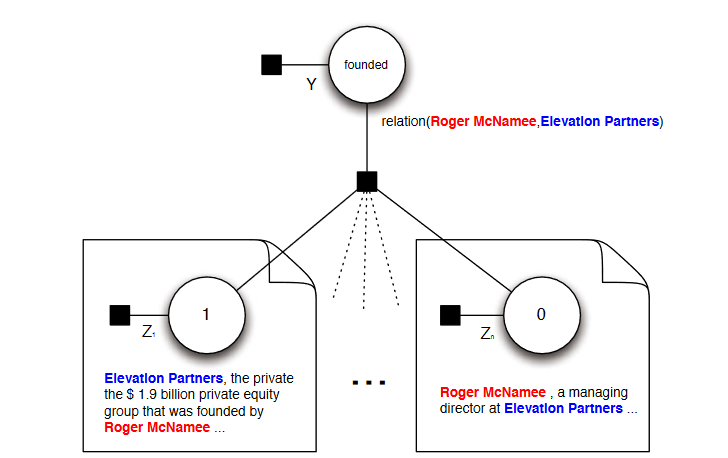 founded
Y
relation(Roger McNamee,Elevation Partners)
1
Z1
Elevation Partners, the private
the $ 1.9 billion private equity
group that was founded by
Roger McNamee ...
...
0
Zn
Roger McNamee , a managing
director at Elevation Partners ...